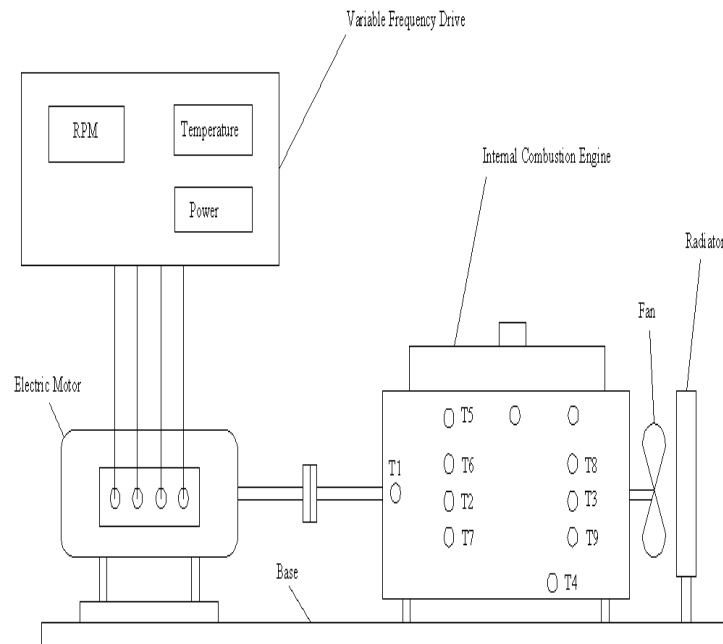 Variable Frequency Drive
RPM
Temperature
Internal Combustion Engine
Power
Radiator
Fan
Electric Motor
T5
T1
T6
T8
T2
T3
T7
T9
Base
T4